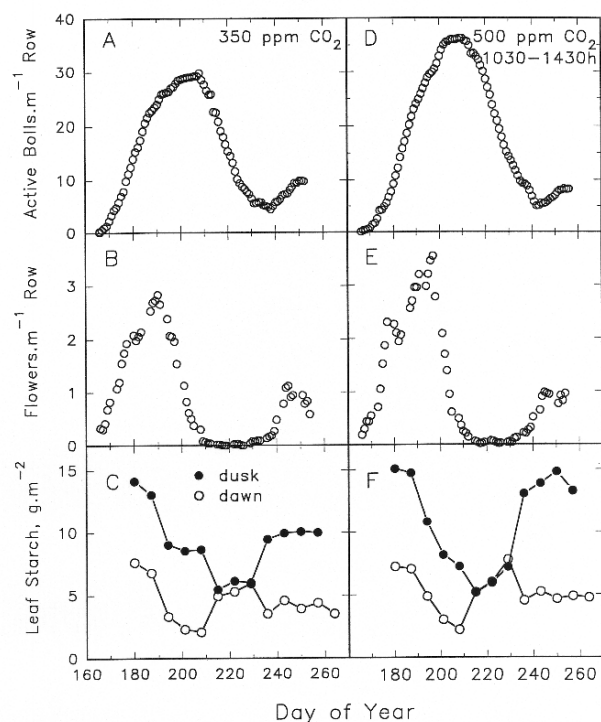 A
350 ppm CO₂
D
500 ppm CO₂
1030–1430h
Active Bolls.m⁻¹ Row
40
30
20
10
0
B
E
Flowers.m⁻¹ Row
3
2
1
0
C
● dusk
○ dawn
F
Leaf Starch, g.m⁻²
15
10
5
0
160 180 200 220 240 260 180 200 220 240 260
Day of Year